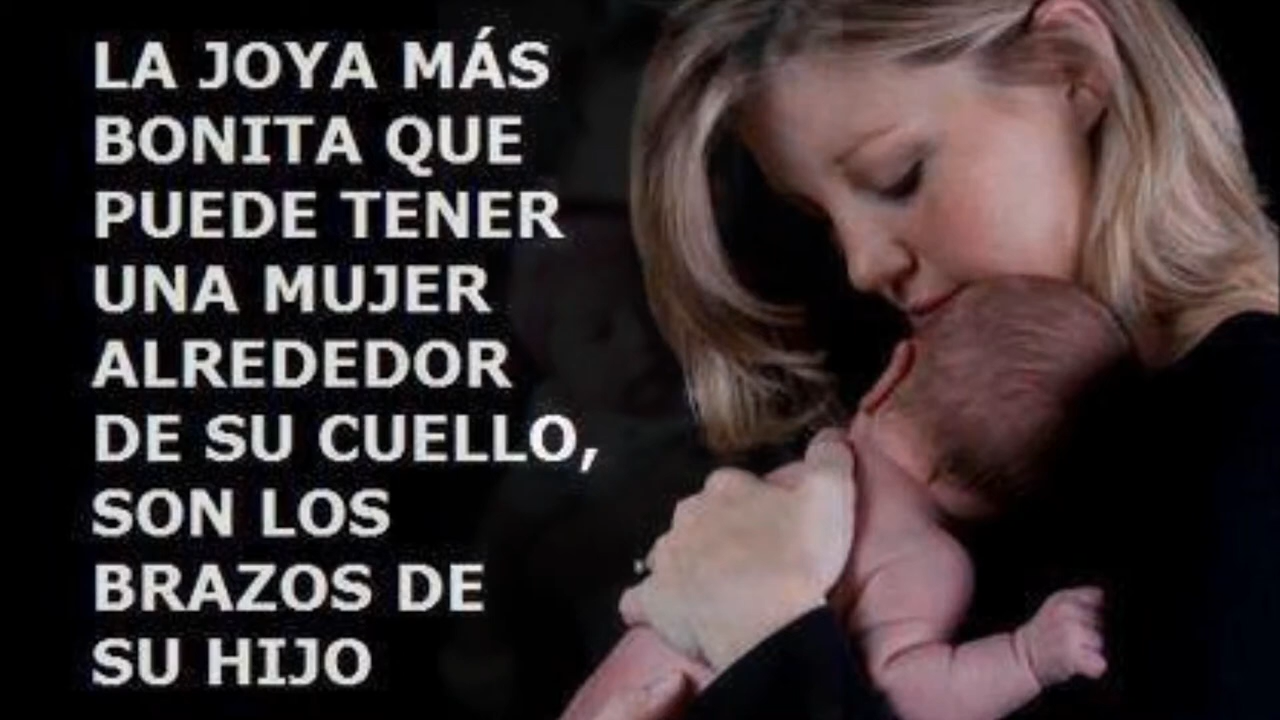 LA JOYA MÁS
BONITA QUE
PUEDE TENER
UNA MUJER
ALREDEDOR
DE SU CUELLO,
SON LOS
BRAZOS DE
SU HIJO